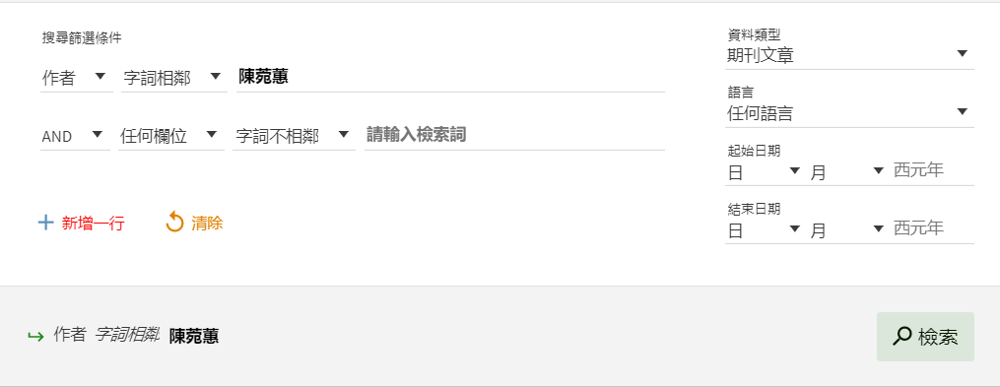 搜尋篩選條件
作者 字詞相鄰 陳菀蕙
AND 任何欄位 字詞不相鄰 請輸入檢索詞
新增一行 清除
資料類型
期刊文章
語言
任何語言
起始日期
日 月 西元年
結束日期
日 月 西元年
作者 字詞相鄰 陳菀蕙
檢索